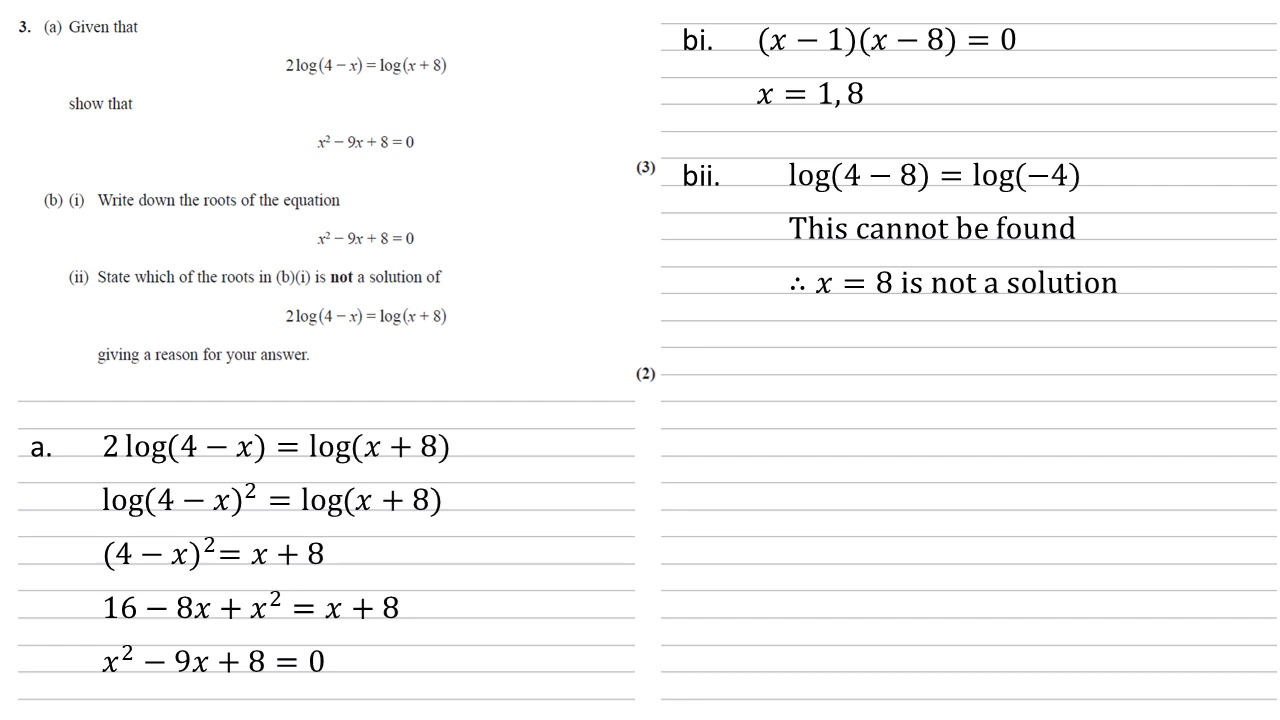 3. (a) Given that
2log(4 − x) = log(x + 8)
show that
x² − 9x + 8 = 0
(3)
(b) (i) Write down the roots of the equation
x² − 9x + 8 = 0
(ii) State which of the roots in (b)(i) is not a solution of
2log(4 − x) = log(x + 8)
giving a reason for your answer.
(2)
a. 2 log(4 − x) = log(x + 8)
log(4 − x)² = log(x + 8)
(4 − x)² = x + 8
16 − 8x + x² = x + 8
x² − 9x + 8 = 0
bi. (x − 1)(x − 8) = 0
x = 1, 8
bii. log(4 − 8) = log(−4)
This cannot be found
∴ x = 8 is not a solution